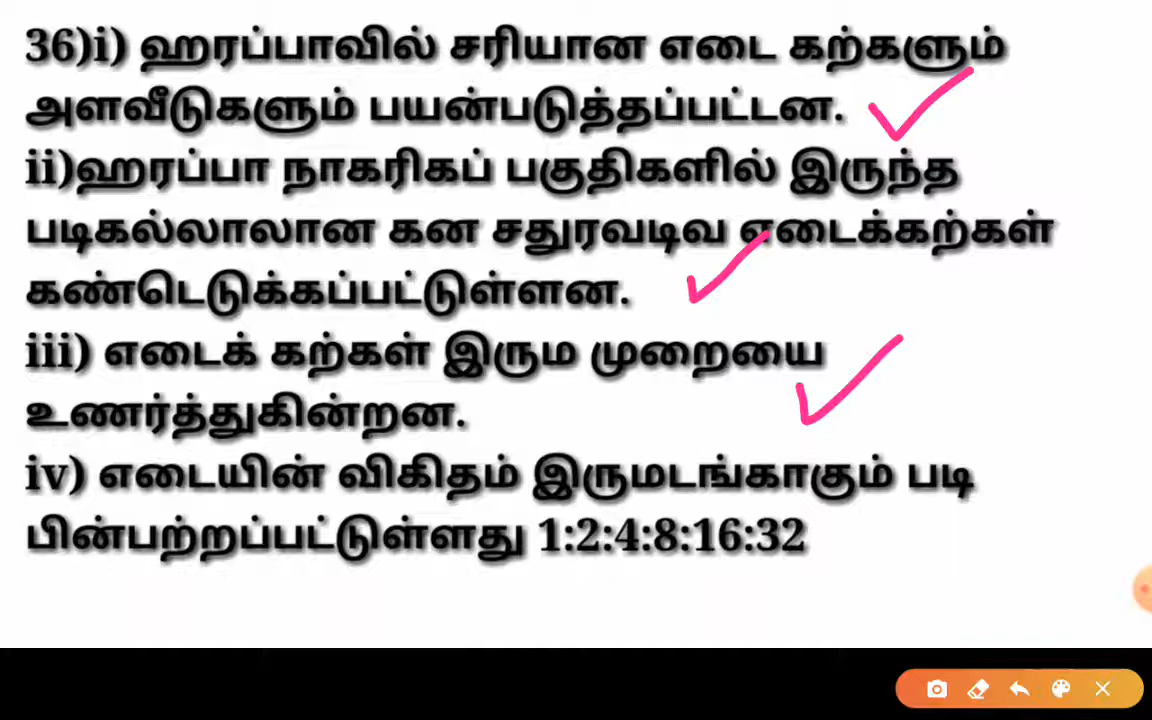 36)i) ஹரப்பாவில் சரியான எடை கற்களும்
அளவீடுகளும் பயன்படுத்தப்பட்டன.
ii)ஹரப்பா நாகரிகப் பகுதிகளில் இருந்த
படிகல்லாலான கன சதுரவடிவ எடைக்கற்கள்
கண்டெடுக்கப்பட்டுள்ளன.
iii) எடைக் கற்கள் இரும முறையை
உணர்த்துகின்றன.
iv) எடையின் விகிதம் இருமடங்காகும் படி
பின்பற்றப்பட்டுள்ளது 1:2:4:8:16:32